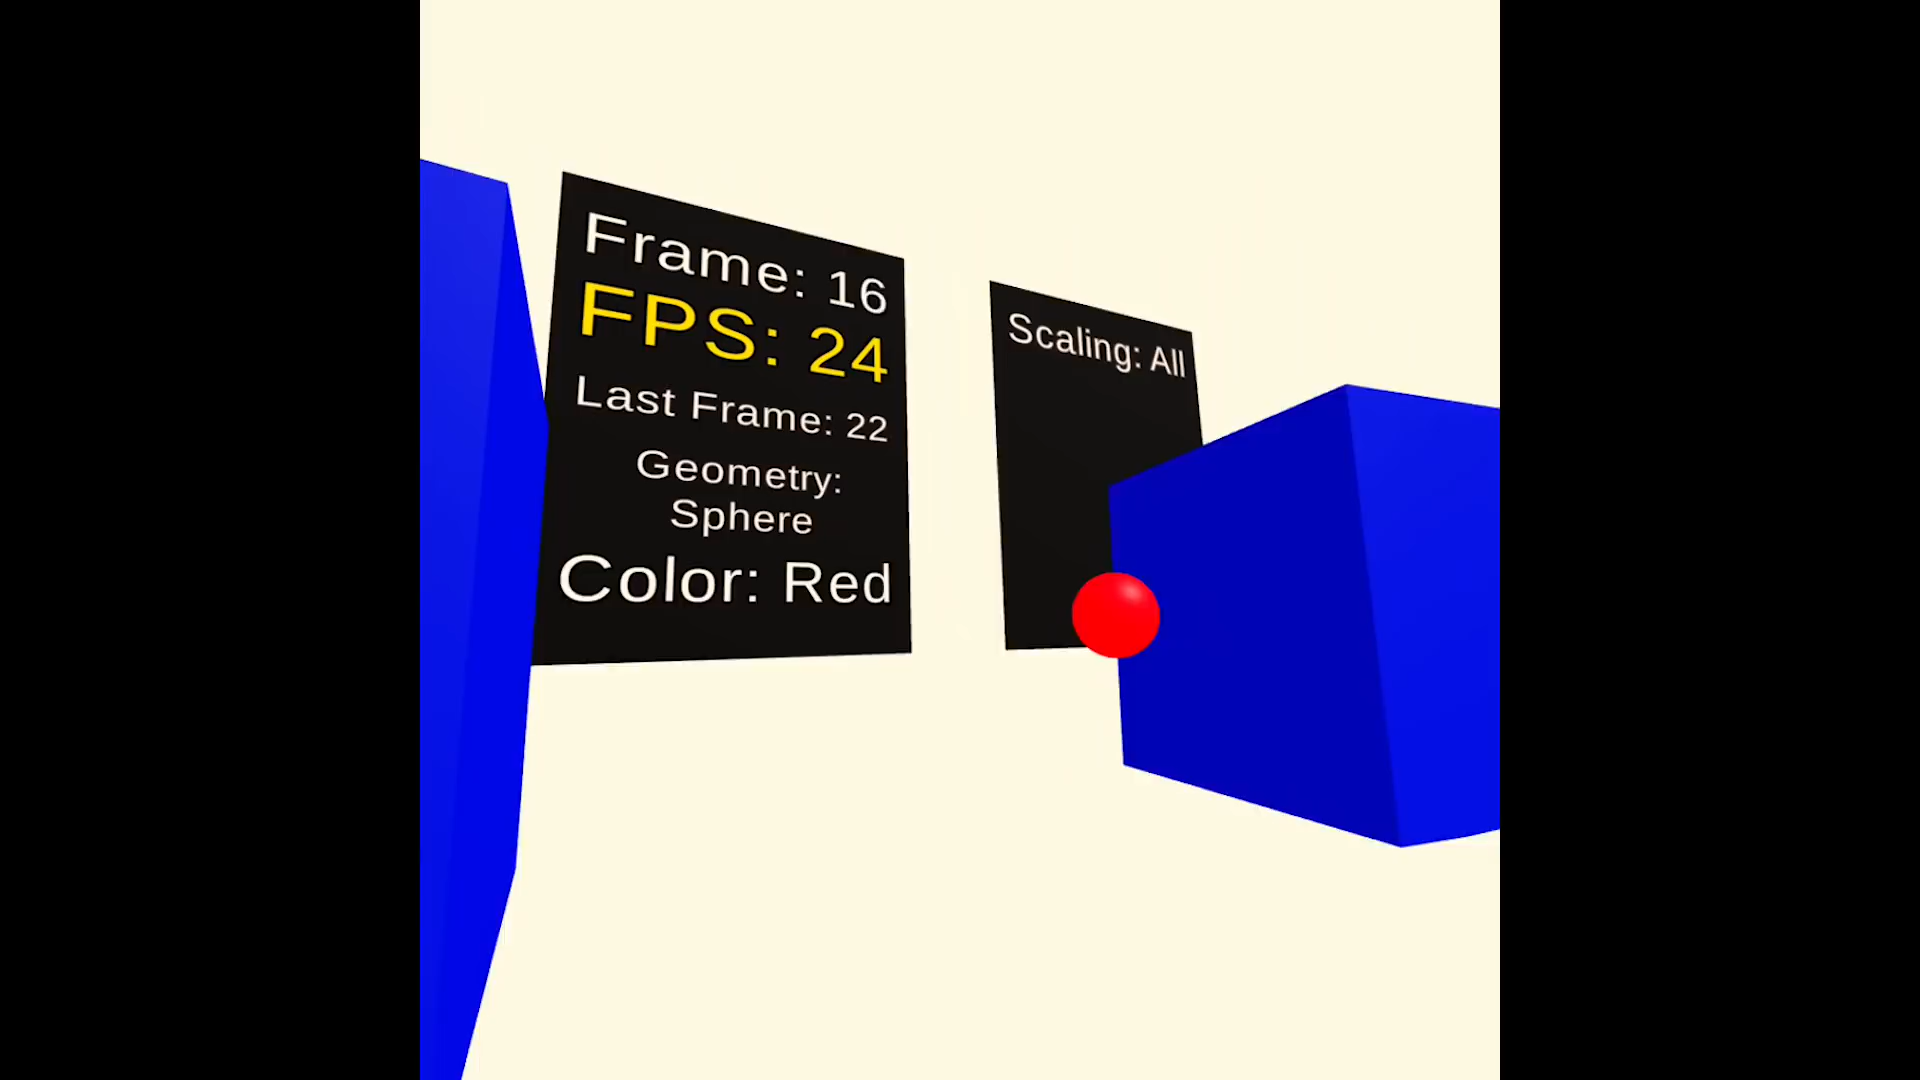 Frame: 16
FPS: 24
Last Frame: 22
Geometry:
Sphere
Color: Red
Scaling: All